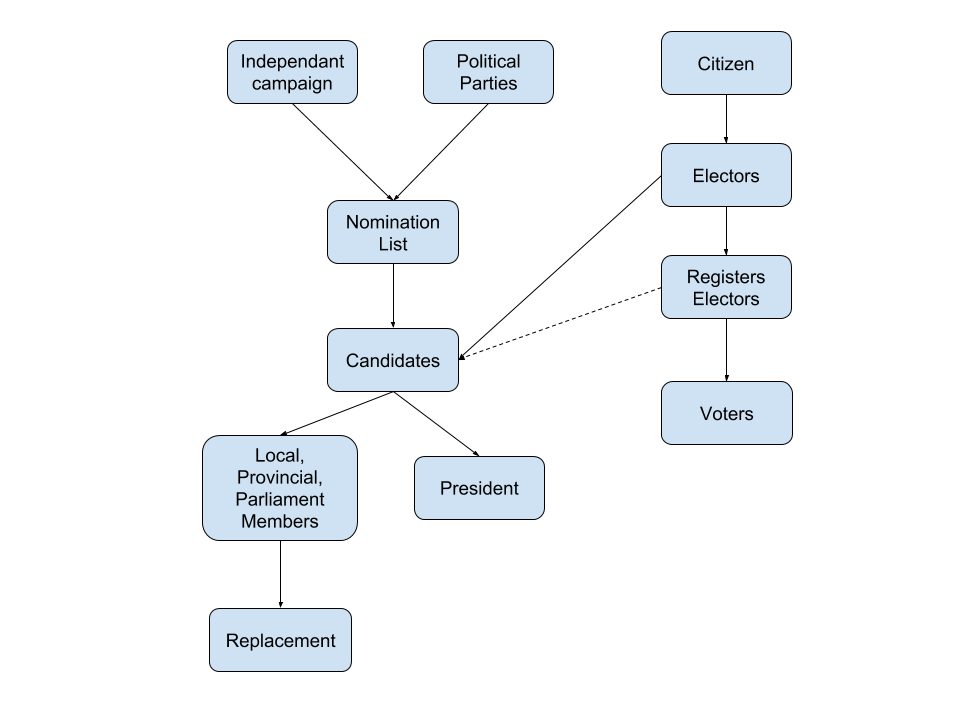 Independant
campaign
Political
Parties
Citizen
Electors
Nomination
List
Registers
Electors
Candidates
Voters
Local,
Provincial,
Parliament
Members
President
Replacement